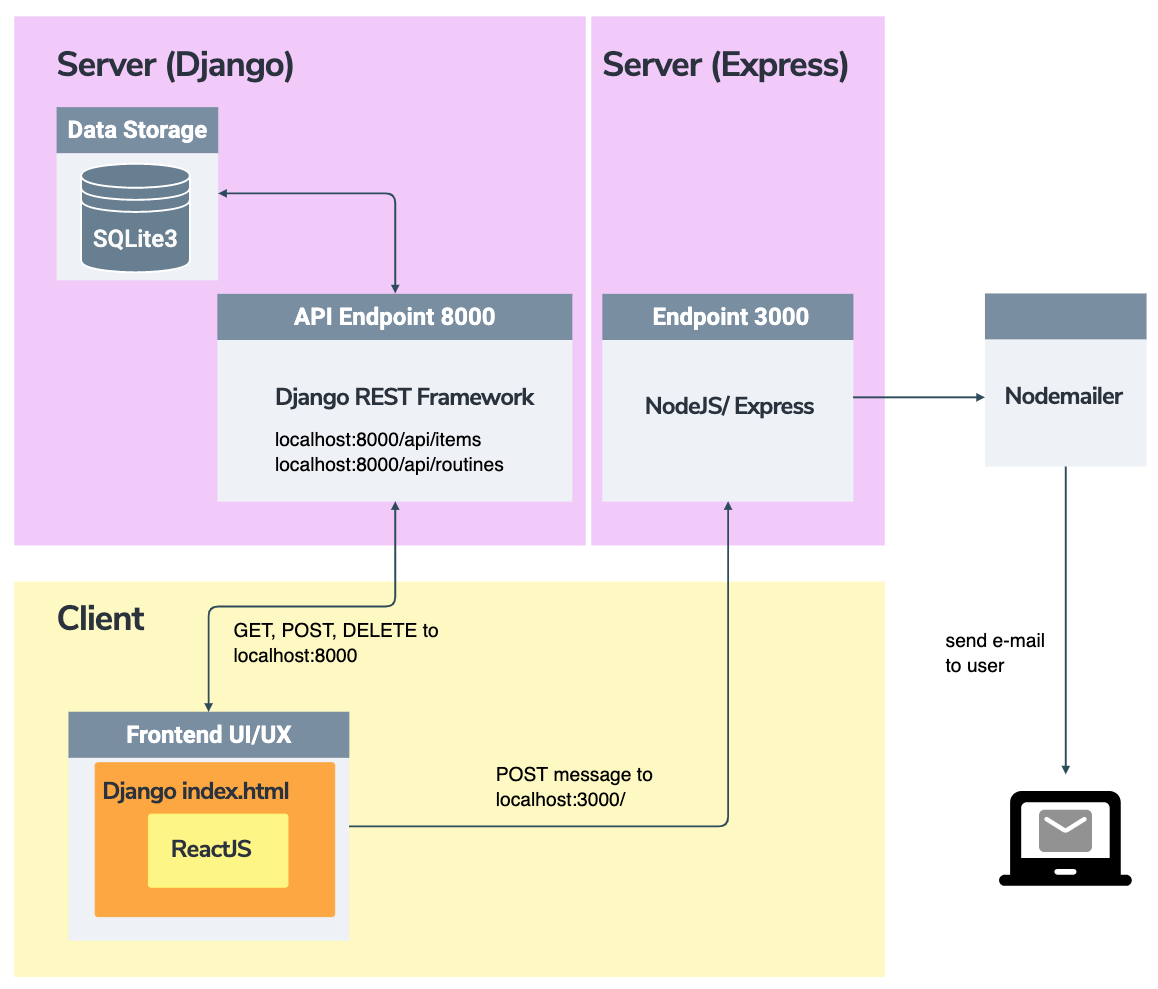 Server (Django)
Data Storage
SQLite3
API Endpoint 8000
Django REST Framework
localhost:8000/api/items
localhost:8000/api/routines
Server (Express)
Endpoint 3000
NodeJS/ Express
Nodemailer
send e-mail
to user
Client
GET, POST, DELETE to
localhost:8000
Frontend UI/UX
Django index.html
ReactJS
POST message to
localhost:3000/